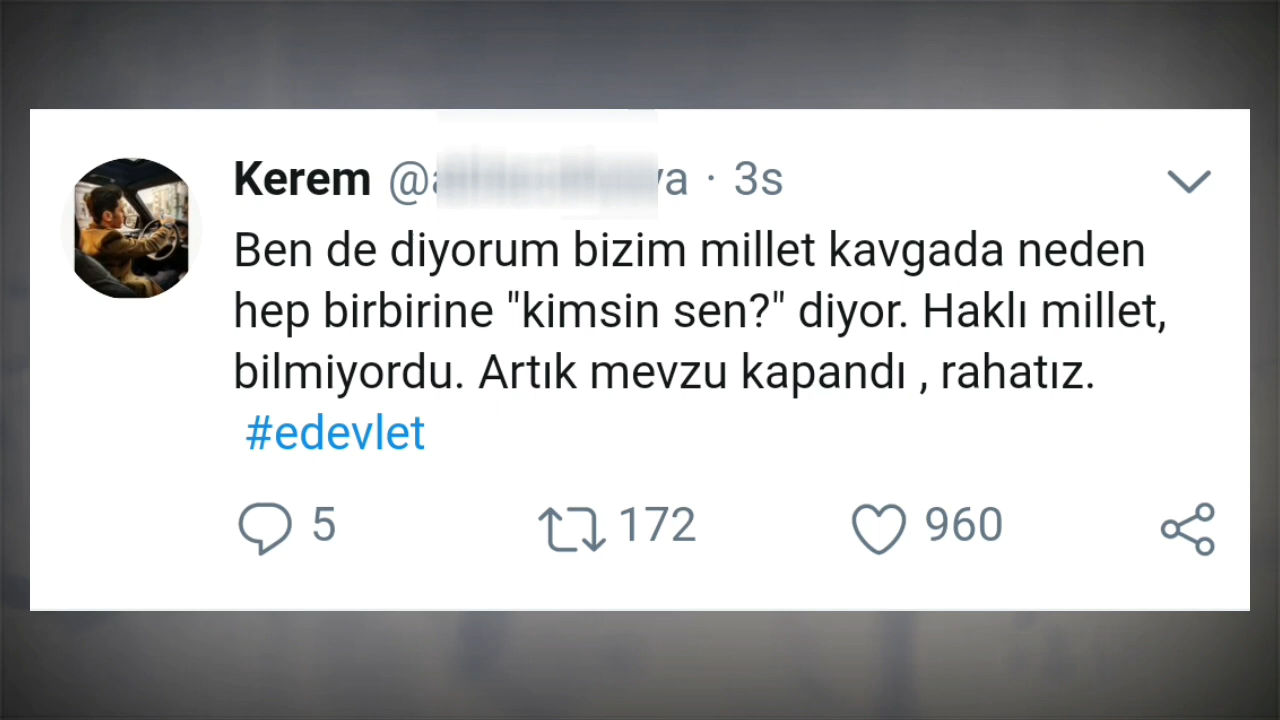 Kerem · 3s
Ben de diyorum bizim millet kavgada neden
hep birbirine "kimsin sen?" diyor. Haklı millet,
bilmiyordu. Artık mevzu kapandı , rahatız.
#edevlet
5 172 960